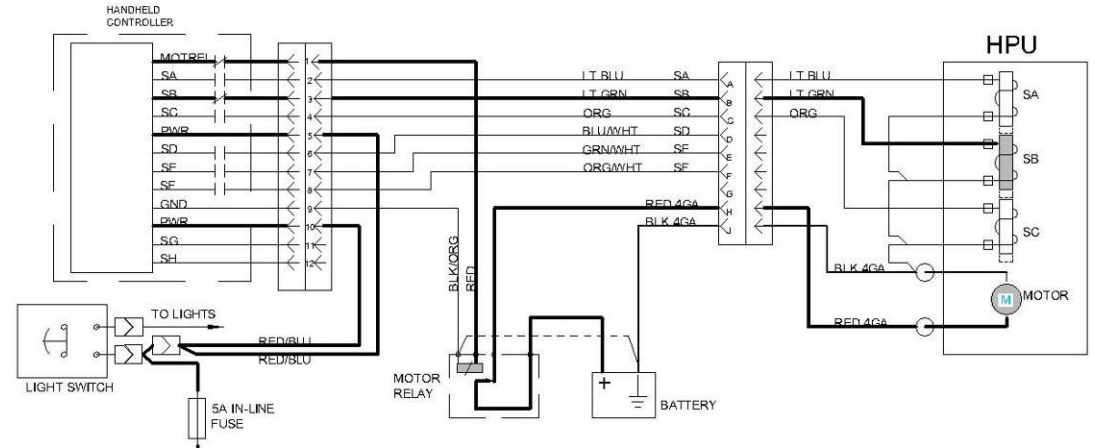 HANDHELD
CONTROLLER
HPU
MOTREL
1
SA
2
LT BLU
SA
A
LT BLU
SA
SB
3
LT GRN
SB
B
LT GRN
SC
4
ORG
SC
C
ORG
PWR
5
BLU/WHT
SD
D
SD
6
GRN/WHT
SE
E
SB
SE
7
ORG/WHT
SF
F
SF
8
G
GND
9
RED 4GA
H
PWR
10
BLK 4GA
J
SC
SG
11
SH
12
BLK/ORG
RED
BLK 4GA
M
MOTOR
TO LIGHTS
RED 4GA
RED/BLU
RED/BLU
LIGHT SWITCH
MOTOR
RELAY
+
BATTERY
5A IN-LINE
FUSE